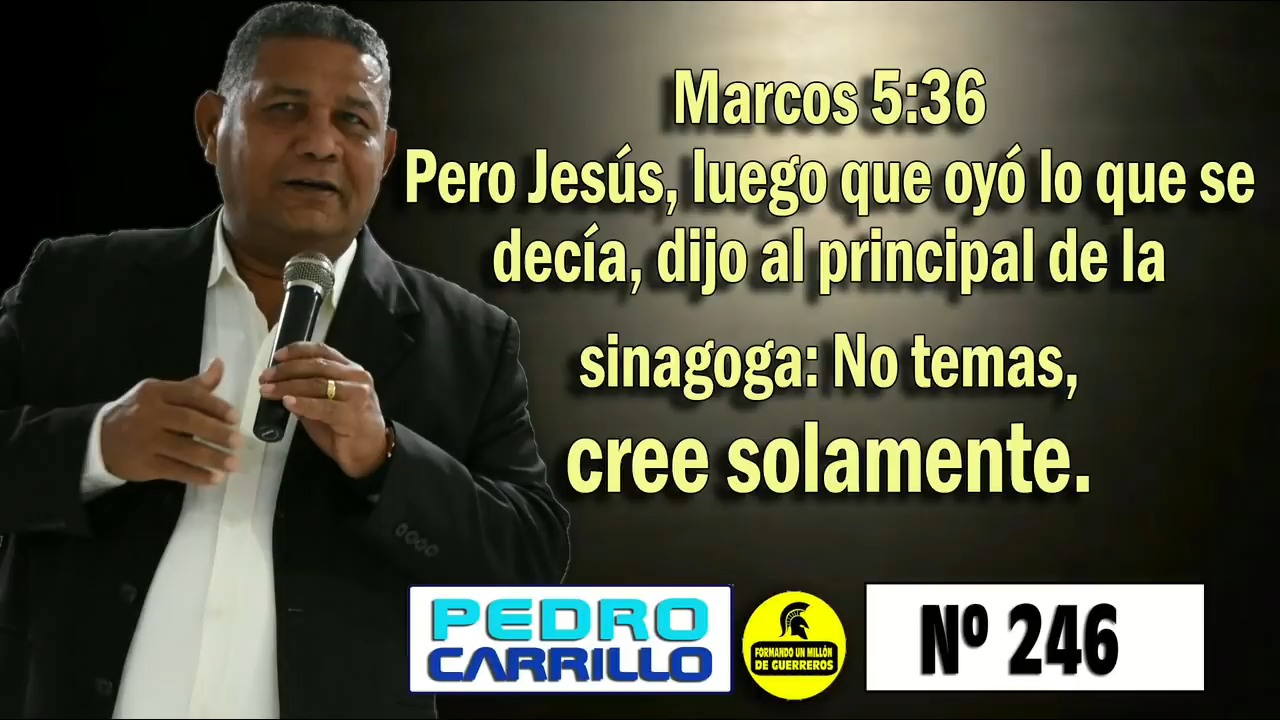 Marcos 5:36
Pero Jesús, luego que oyó lo que se
decía, dijo al principal de la
sinagoga: No temas,
cree solamente.
PEDRO
CARRILLO
FORMANDO UN MILLÓN
DE GUERREROS
Nº 246